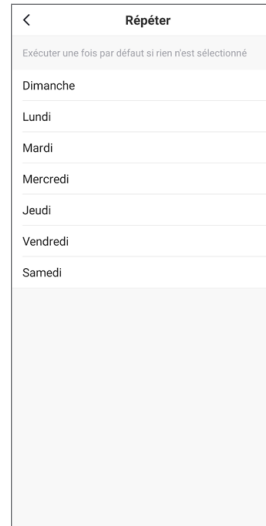 Répéter
Exécuter une fois par défaut si rien n'est sélectionné
Dimanche
Lundi
Mardi
Mercredi
Jeudi
Vendredi
Samedi